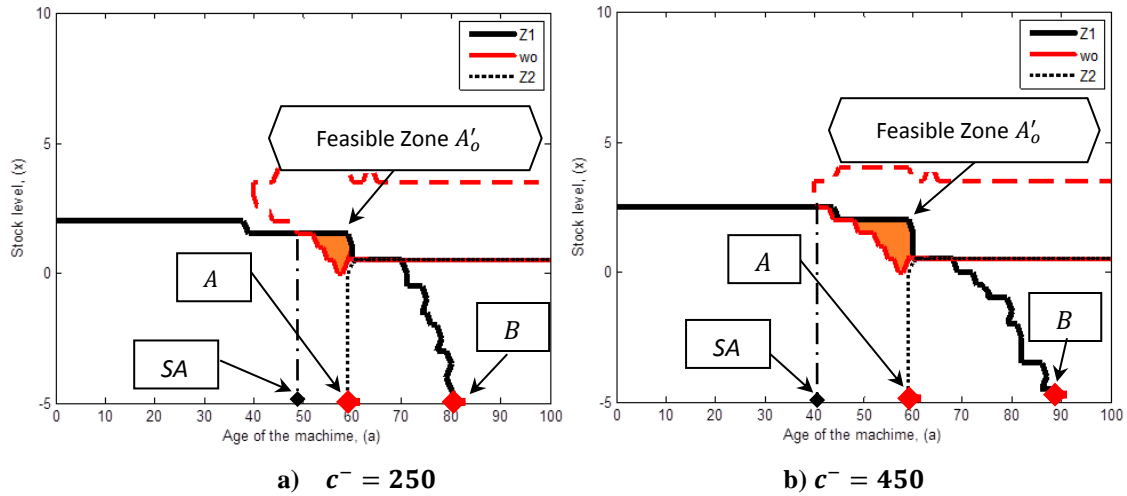 10
5
0
-5
Stock level, (x)
Z1
wo
Z2
Feasible Zone A'ₒ
A
SA
B
0 10 20 30 40 50 60 70 80 90 100
Age of the machime, (a)
a) c⁻ = 250
10
5
0
-5
Stock level, (x)
Z1
wo
Z2
Feasible Zone A'ₒ
A
SA
B
0 10 20 30 40 50 60 70 80 90 100
Age of the machime, (a)
b) c⁻ = 450